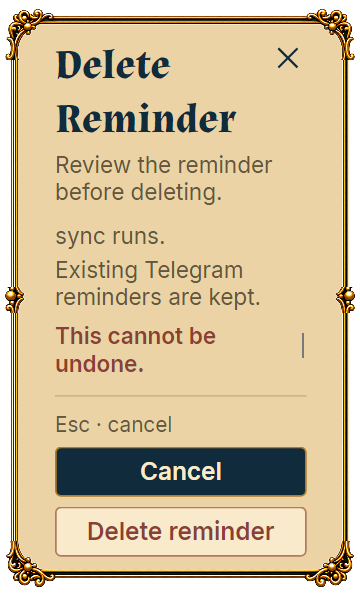 Delete
Reminder
Review the reminder
before deleting.
sync runs.
Existing Telegram
reminders are kept.
This cannot be
undone.
Esc · cancel
Cancel
Delete reminder